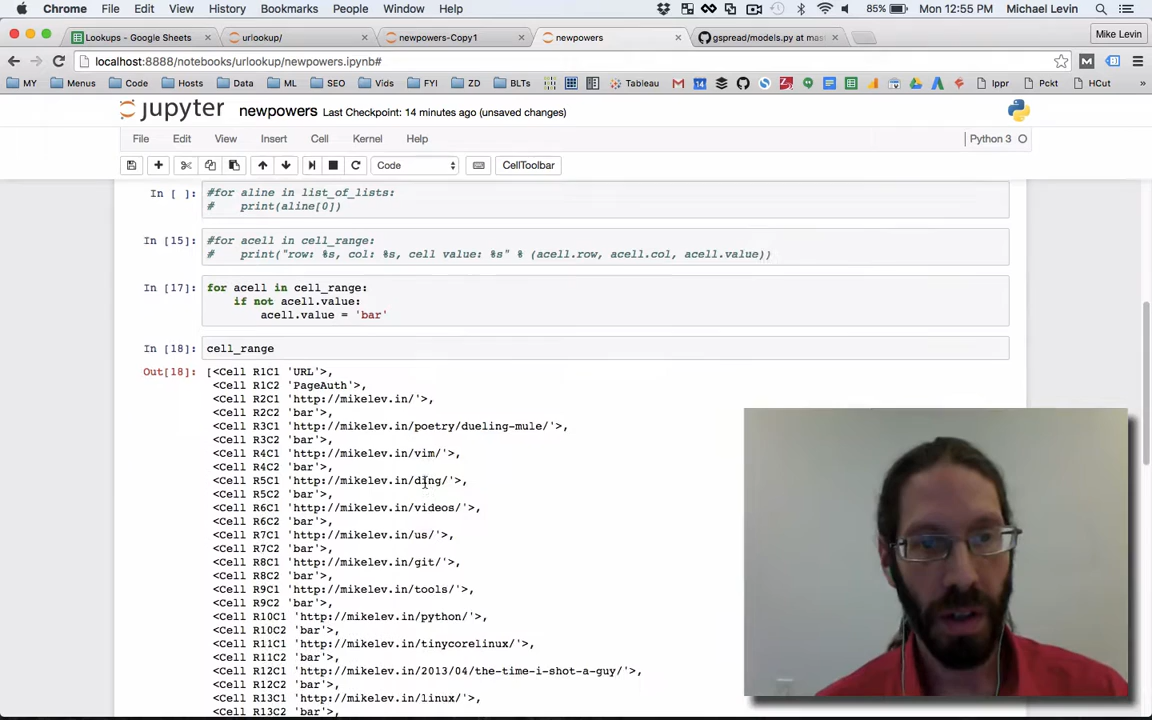 Chrome File Edit View History Bookmarks People Window Help 85% Mon 12:55 PM Michael Levin
Lookups - Google Sheets urlookup/ newpowers-Copy1 newpowers gspread/models.py at mas Mike Levin
localhost:8888/notebooks/urlookup/newpowers.ipynb#
MY Menus Code Hosts Data ML SEO Vids FYI ZD BLTs Tableau Ippr Pckt HCut »
jupyter newpowers Last Checkpoint: 14 minutes ago (unsaved changes)
File Edit View Insert Cell Kernel Help Python 3
Code CellToolbar
In [ ]: #for aline in list_of_lists:
#    print(aline[0])
In [15]: #for acell in cell_range:
#    print("row: %s, col: %s, cell value: %s" % (acell.row, acell.col, acell.value))
In [17]: for acell in cell_range:
    if not acell.value:
        acell.value = 'bar'
In [18]: cell_range
Out[18]: [<Cell R1C1 'URL'>,
<Cell R1C2 'PageAuth'>,
<Cell R2C1 'http://mikelev.in/'>,
<Cell R2C2 'bar'>,
<Cell R3C1 'http://mikelev.in/poetry/dueling-mule/'>,
<Cell R3C2 'bar'>,
<Cell R4C1 'http://mikelev.in/vim/'>,
<Cell R4C2 'bar'>,
<Cell R5C1 'http://mikelev.in/ding/'>,
<Cell R5C2 'bar'>,
<Cell R6C1 'http://mikelev.in/videos/'>,
<Cell R6C2 'bar'>,
<Cell R7C1 'http://mikelev.in/us/'>,
<Cell R7C2 'bar'>,
<Cell R8C1 'http://mikelev.in/git/'>,
<Cell R8C2 'bar'>,
<Cell R9C1 'http://mikelev.in/tools/'>,
<Cell R9C2 'bar'>,
<Cell R10C1 'http://mikelev.in/python/'>,
<Cell R10C2 'bar'>,
<Cell R11C1 'http://mikelev.in/tinycorelinux/'>,
<Cell R11C2 'bar'>,
<Cell R12C1 'http://mikelev.in/2013/04/the-time-i-shot-a-guy/'>,
<Cell R12C2 'bar'>,
<Cell R13C1 'http://mikelev.in/linux/'>,
<Cell R13C2 'bar'>,